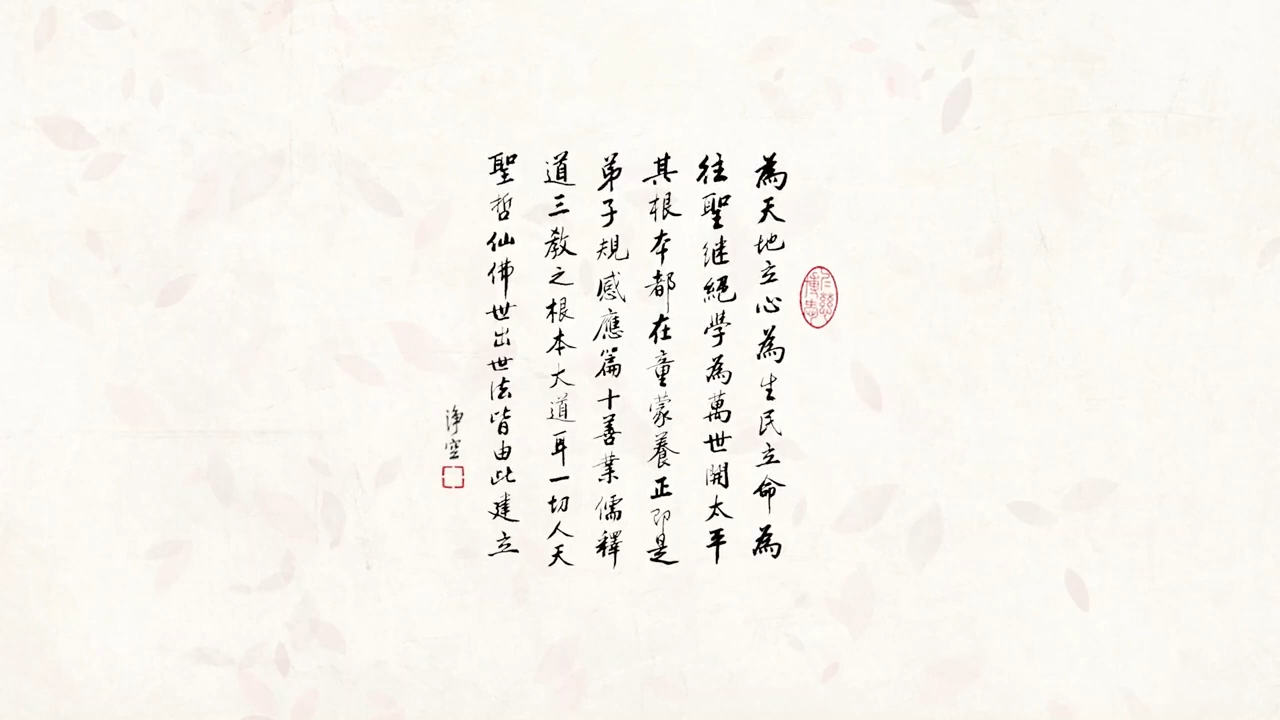 為天地立心為生民立命為
往聖继絕學為萬世開太平
其根本都在童蒙養正即是
弟子規感應篇十善業儒釋
道三教之根本大道耳一切人天
聖哲仙佛世出世法皆由此建立
淨空